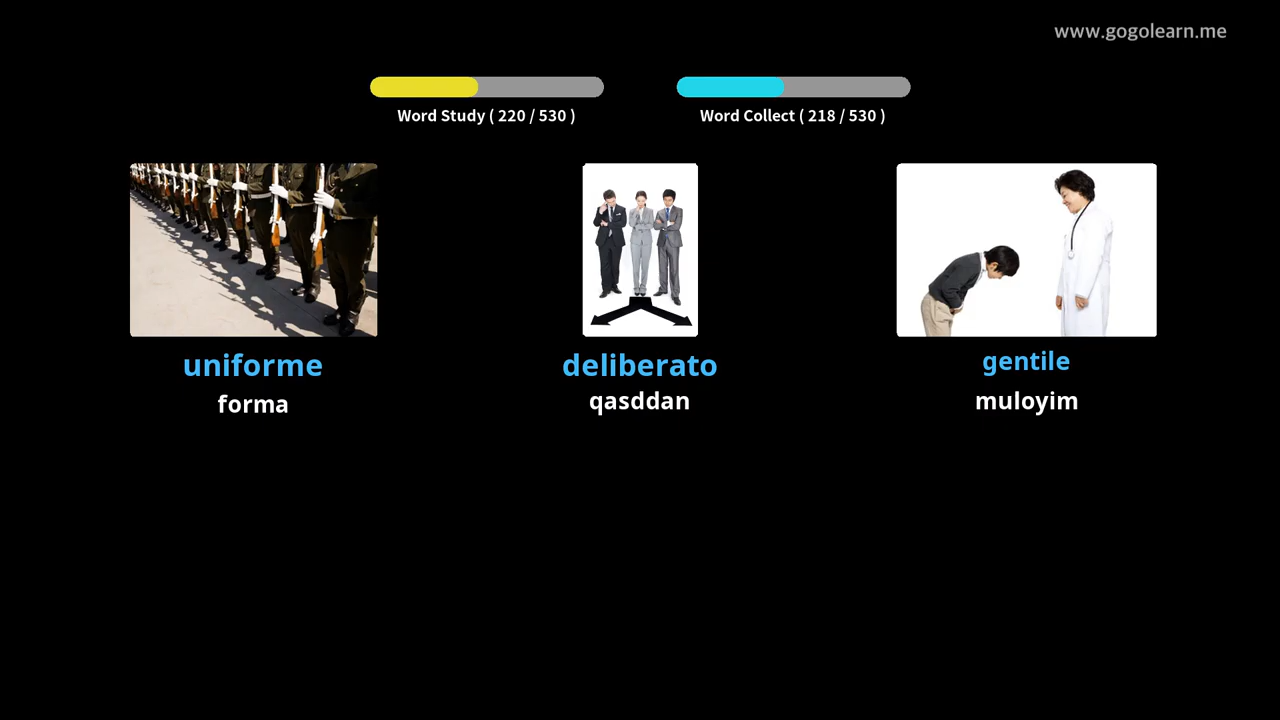 www.gogolearn.me
Word Study ( 220 / 530 )
Word Collect ( 218 / 530 )
uniforme
forma
deliberato
qasddan
gentile
muloyim